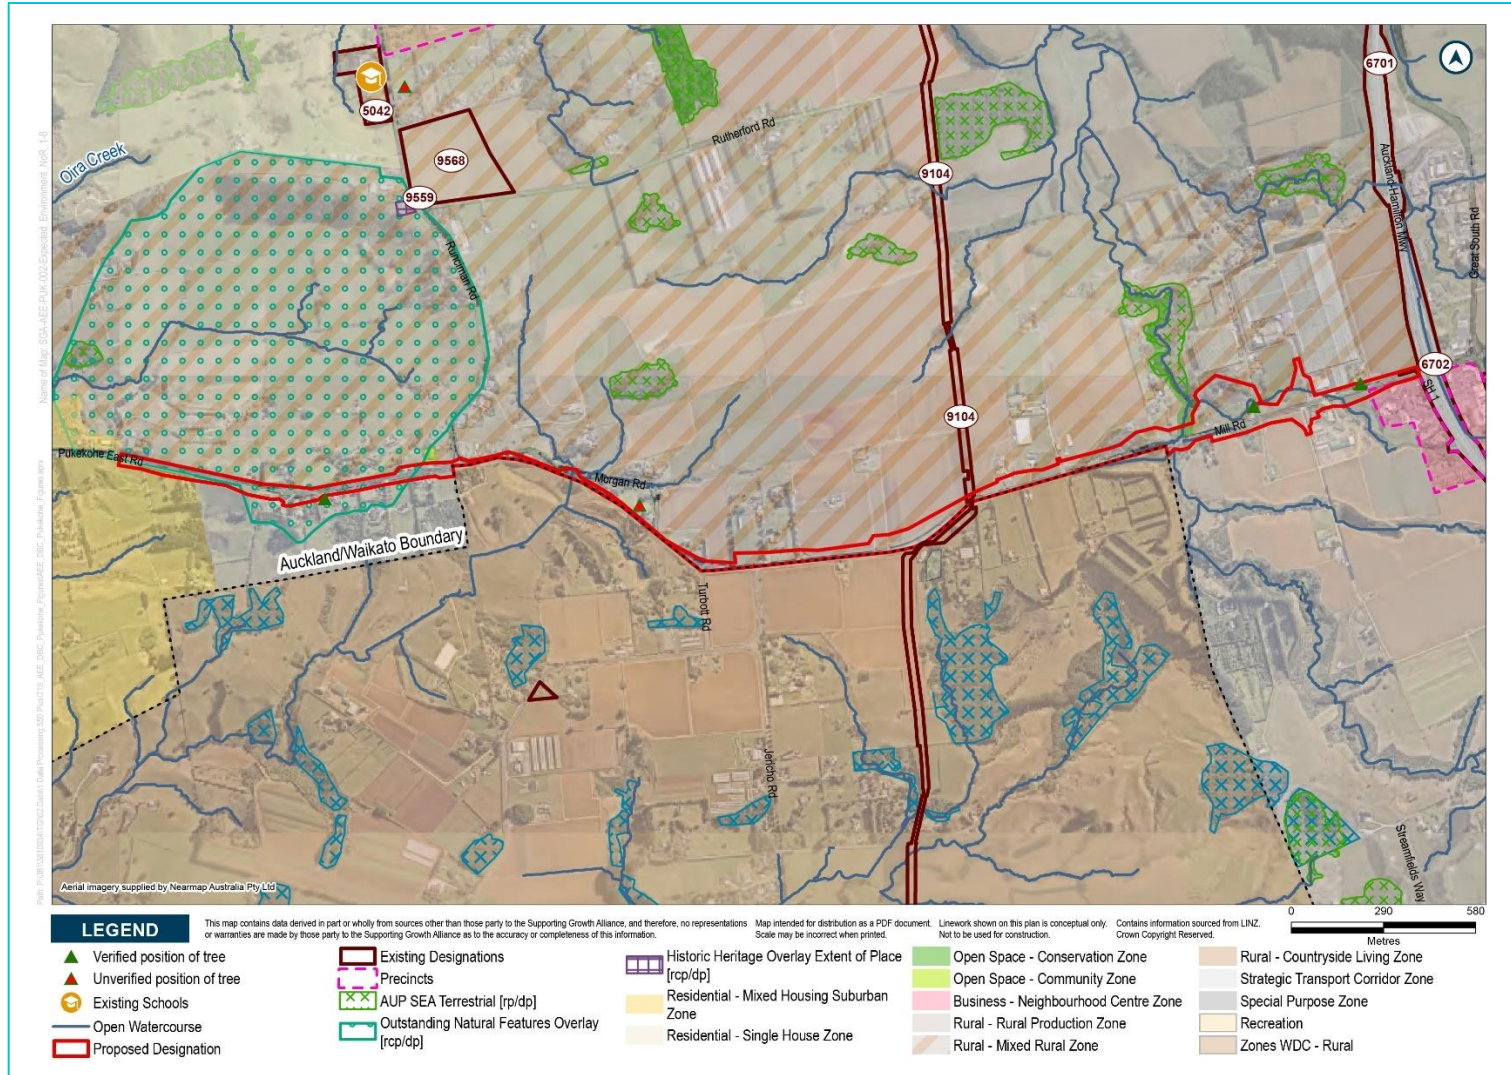 6701
5042
Rutherford Rd
9568
Oira Creek
9104
9559
Auckland-Hamilton Mwy
Great South Rd
Runciman Rd
6702
9104
SH 1
Mill Rd
Pukekohe East Rd
Morgan Rd
Auckland/Waikato Boundary
Turbott Rd
Jericho Rd
Streamfields Way
Aerial imagery supplied by Nearmap Australia Pty Ltd
LEGEND
This map contains data derived in part or wholly from sources other than those party to the Supporting Growth Alliance, and therefore, no representations
or warranties are made by those party to the Supporting Growth Alliance as to the accuracy or completeness of this information.
Map intended for distribution as a PDF document.
Scale may be incorrect when printed.
Linework shown on this plan is conceptual only.
Not to be used for construction.
Contains information sourced from LINZ.
Crown Copyright Reserved.
0 290 580
Metres
Verified position of tree
Unverified position of tree
Existing Schools
Open Watercourse
Proposed Designation
Existing Designations
Precincts
AUP SEA Terrestrial [rp/dp]
Outstanding Natural Features Overlay
[rcp/dp]
Historic Heritage Overlay Extent of Place
[rcp/dp]
Residential - Mixed Housing Suburban
Zone
Residential - Single House Zone
Open Space - Conservation Zone
Open Space - Community Zone
Business - Neighbourhood Centre Zone
Rural - Rural Production Zone
Rural - Mixed Rural Zone
Rural - Countryside Living Zone
Strategic Transport Corridor Zone
Special Purpose Zone
Recreation
Zones WDC - Rural